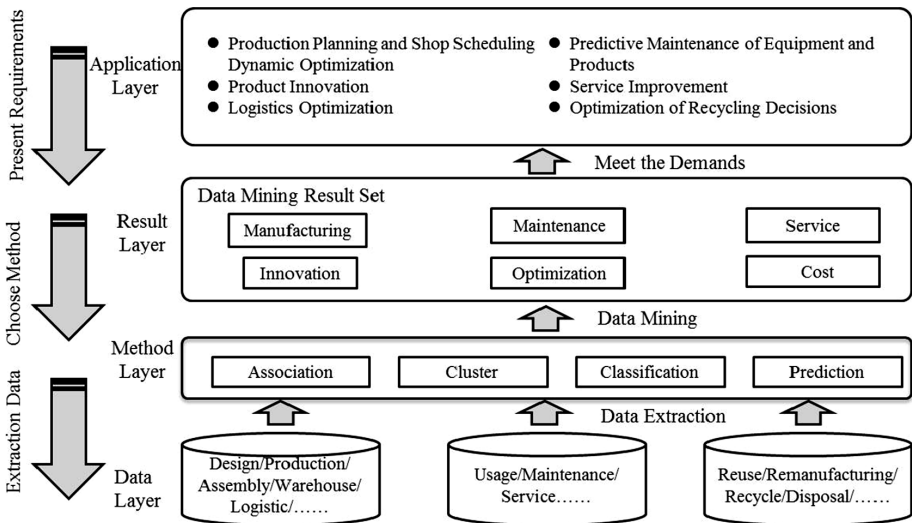 Present Requirements
Application
Layer
● Production Planning and Shop Scheduling
Dynamic Optimization
● Product Innovation
● Logistics Optimization
● Predictive Maintenance of Equipment and
Products
● Service Improvement
● Optimization of Recycling Decisions
Meet the Demands
Choose Method
Result
Layer
Data Mining Result Set
Manufacturing
Maintenance
Service
Innovation
Optimization
Cost
Data Mining
Extraction Data
Method
Layer
Association
Cluster
Classification
Prediction
Data Extraction
Data
Layer
Design/Production/
Assembly/Warehouse/
Logistic/……
Usage/Maintenance/
Service……
Reuse/Remanufacturing/
Recycle/Disposal/……